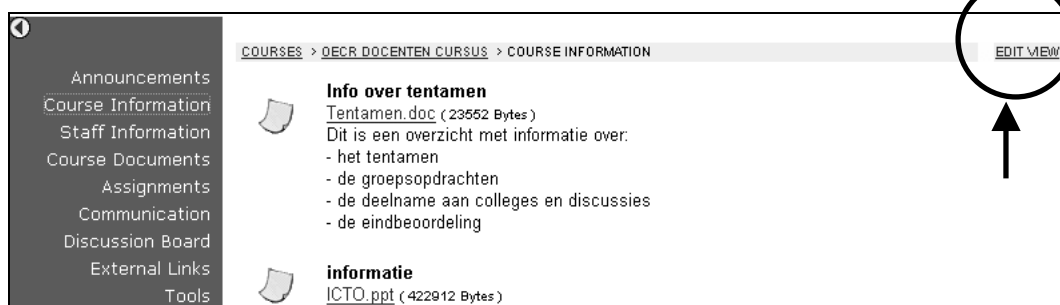 COURSES > OECR DOCENTEN CURSUS > COURSE INFORMATION
EDIT VIEW
Announcements
Course Information
Staff Information
Course Documents
Assignments
Communication
Discussion Board
External Links
Tools
Info over tentamen
Tentamen.doc (23552 Bytes)
Dit is een overzicht met informatie over:
- het tentamen
- de groepsopdrachten
- de deelname aan colleges en discussies
- de eindbeoordeling
informatie
ICTO.ppt (422912 Bytes)